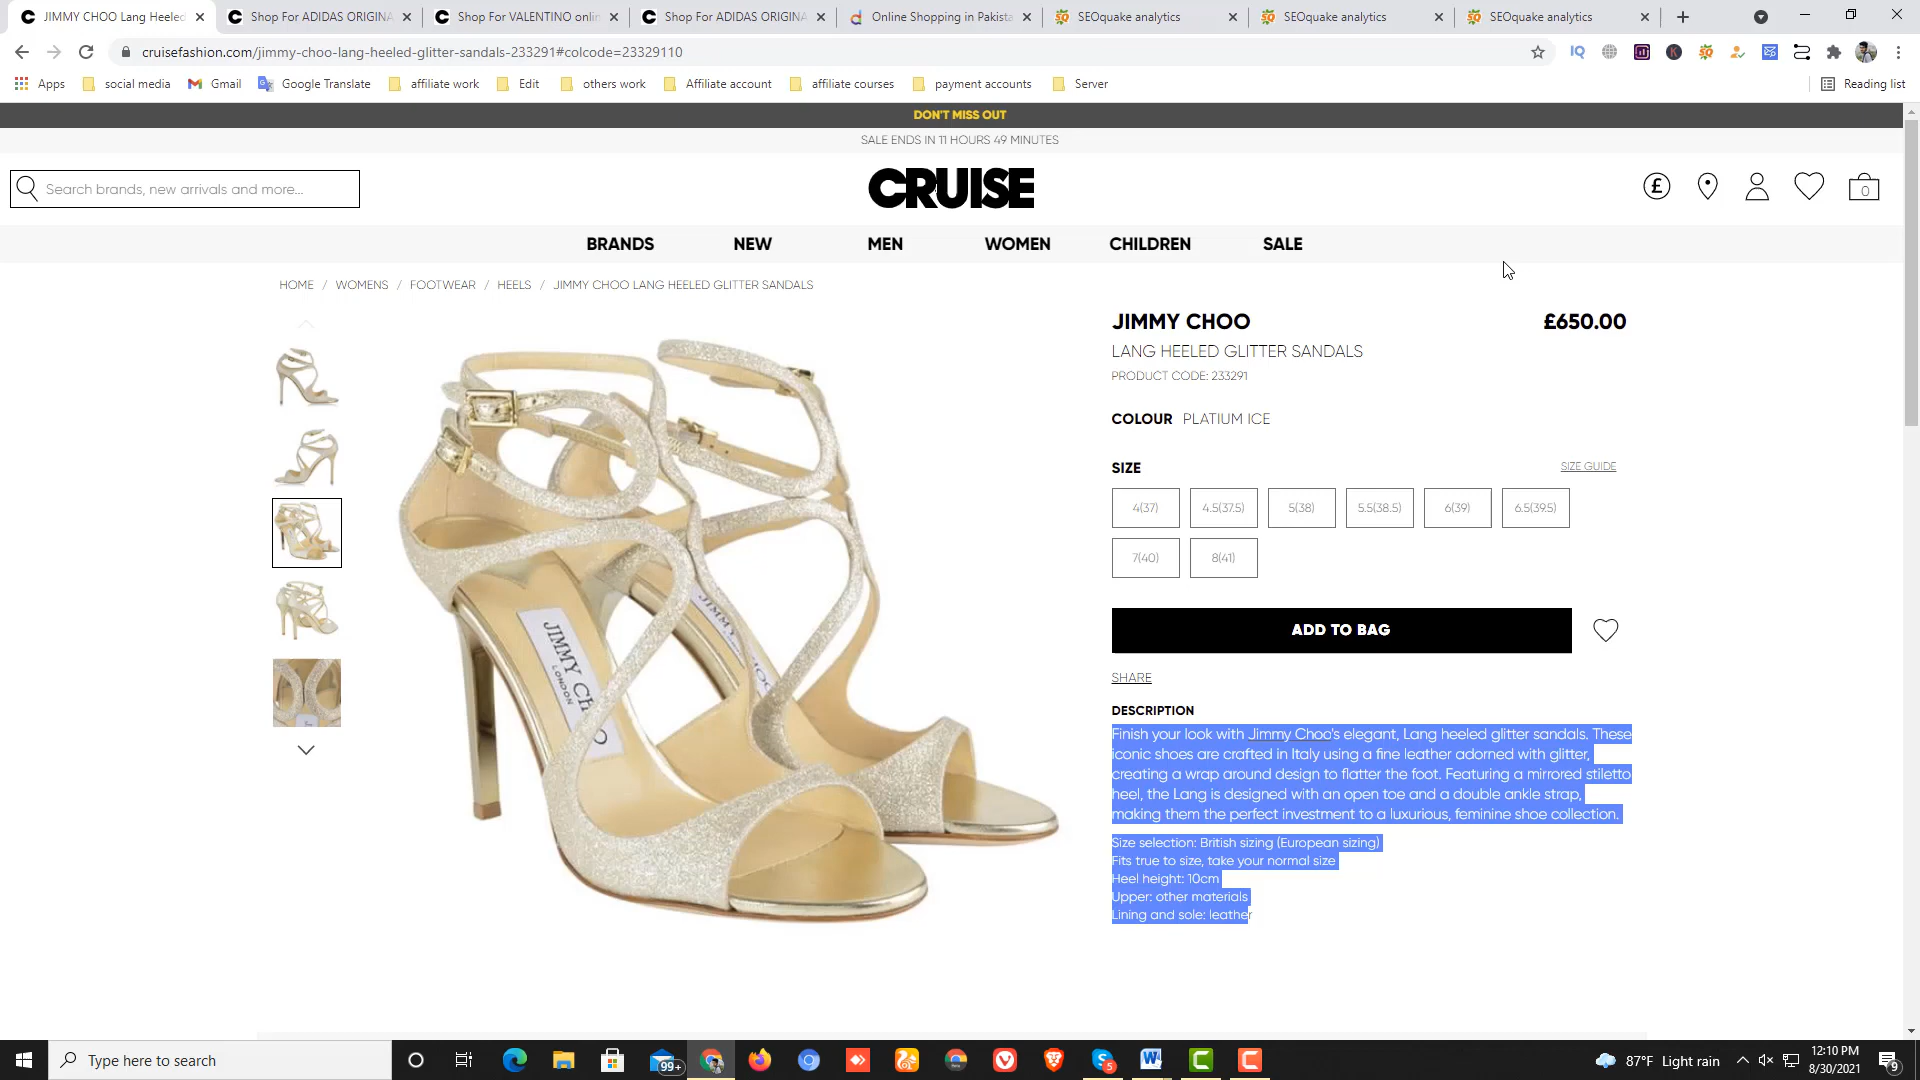 JIMMY CHOO Lang Heeled
Shop For ADIDAS ORIGINA
Shop For VALENTINO onlin
Shop For ADIDAS ORIGINA
Online Shopping in Pakista
SEOquake analytics
SEOquake analytics
SEOquake analytics
cruisefashion.com/jimmy-choo-lang-heeled-glitter-sandals-233291#colcode=23329110
Apps
social media
Gmail
Google Translate
affiliate work
Edit
others work
Affiliate account
affiliate courses
payment accounts
Server
Reading list
DON'T MISS OUT
SALE ENDS IN 11 HOURS 49 MINUTES
Search brands, new arrivals and more...
CRUISE
£
0
BRANDS
NEW
MEN
WOMEN
CHILDREN
SALE
HOME / WOMENS / FOOTWEAR / HEELS / JIMMY CHOO LANG HEELED GLITTER SANDALS
JIMMY CHOO
£650.00
LANG HEELED GLITTER SANDALS
PRODUCT CODE: 233291
COLOUR PLATIUM ICE
SIZE
SIZE GUIDE
4(37)
4.5(37.5)
5(38)
5.5(38.5)
6(39)
6.5(39.5)
7(40)
8(41)
ADD TO BAG
SHARE
DESCRIPTION
Finish your look with Jimmy Choo's elegant, Lang heeled glitter sandals. These
iconic shoes are crafted in Italy using a fine leather adorned with glitter,
creating a wrap around design to flatter the foot. Featuring a mirrored stiletto
heel, the Lang is designed with an open toe and a double ankle strap,
making them the perfect investment to a luxurious, feminine shoe collection.
Size selection: British sizing (European sizing)
Fits true to size, take your normal size
Heel height: 10cm
Upper: other materials
Lining and sole: leather
JIMMY CHOO
LONDON
JIMMY
Type here to search
99+
5
87°F Light rain
12:10 PM
8/30/2021
9